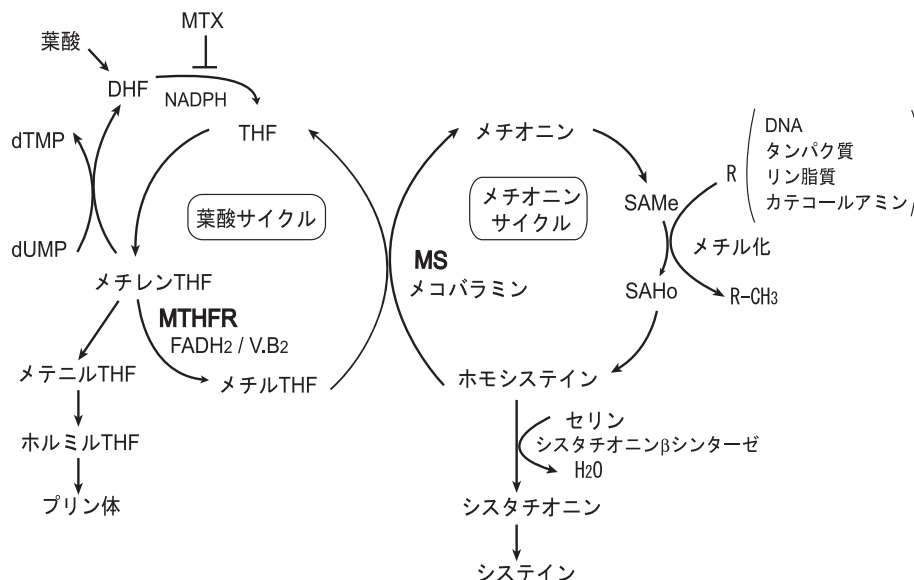 MTX
葉酸
DHF
NADPH
dTMP
THF
dUMP
葉酸サイクル
メチレンTHF
MTHFR
FADH2 / V.B2
メテニルTHF
メチルTHF
ホルミルTHF
プリン体
メチオニン
メチオニン
サイクル
MS
メコバラミン
SAMe
R
DNA
タンパク質
リン脂質
カテコールアミン
メチル化
SAHo
R-CH3
ホモシステイン
セリン
シスタチオニンβシンターゼ
H2O
シスタチオニン
システイン